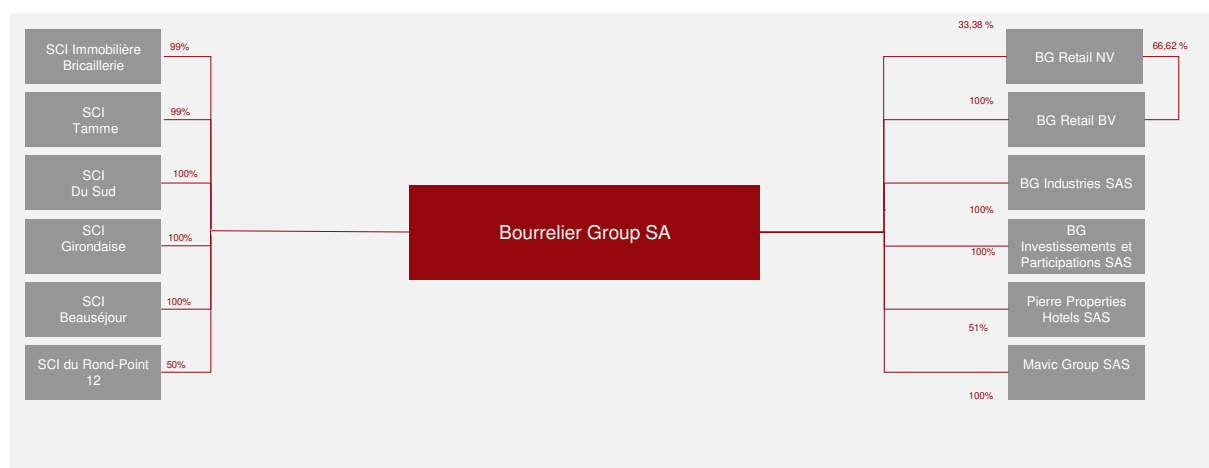 SCI Immobilière
Bricaillerie
99%
SCI
Tamme
99%
SCI
Du Sud
100%
SCI
Girondaise
100%
SCI
Beauséjour
100%
SCI du Rond-Point
12
50%
Bourrelier Group SA
33,38 %
BG Retail NV
66,62 %
100%
BG Retail BV
BG Industries SAS
100%
BG
Investissements et
Participations SAS
100%
Pierre Properties
Hotels SAS
51%
Mavic Group SAS
100%